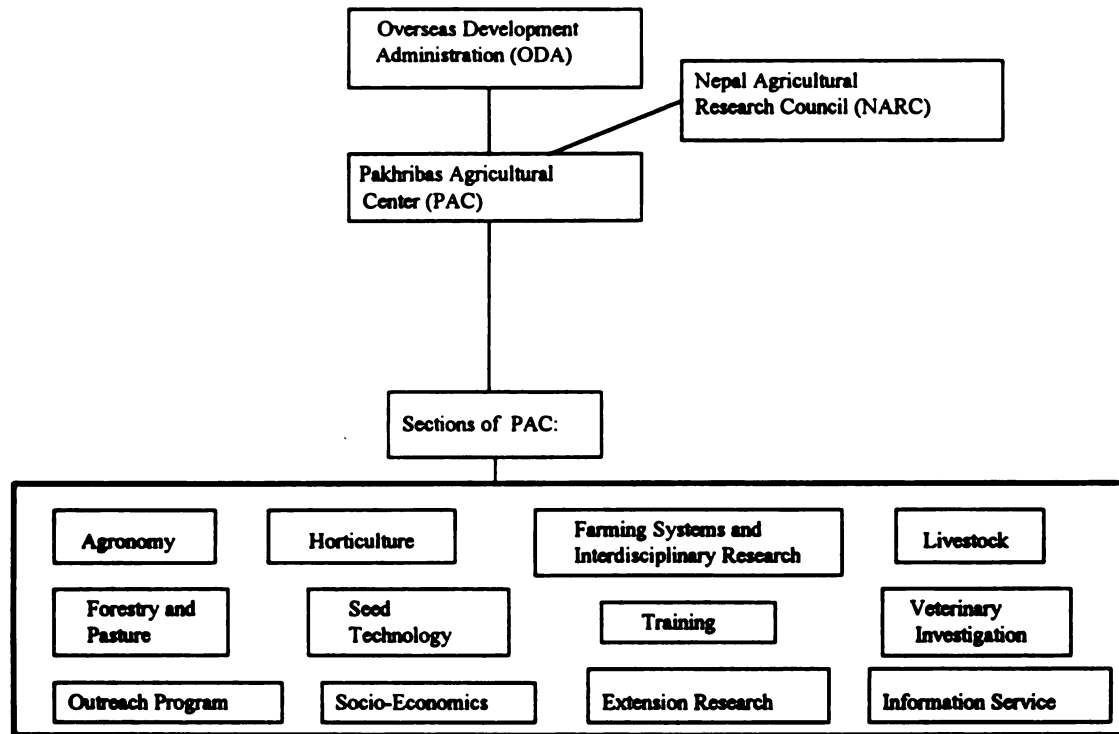 Overseas Development
Administration (ODA)
Nepal Agricultural
Research Council (NARC)
Pakhribas Agricultural
Center (PAC)
Sections of PAC:
Agronomy
Horticulture
Farming Systems and
Interdisciplinary Research
Livestock
Forestry and
Pasture
Seed
Technology
Training
Veterinary
Investigation
Outreach Program
Socio-Economics
Extension Research
Information Service